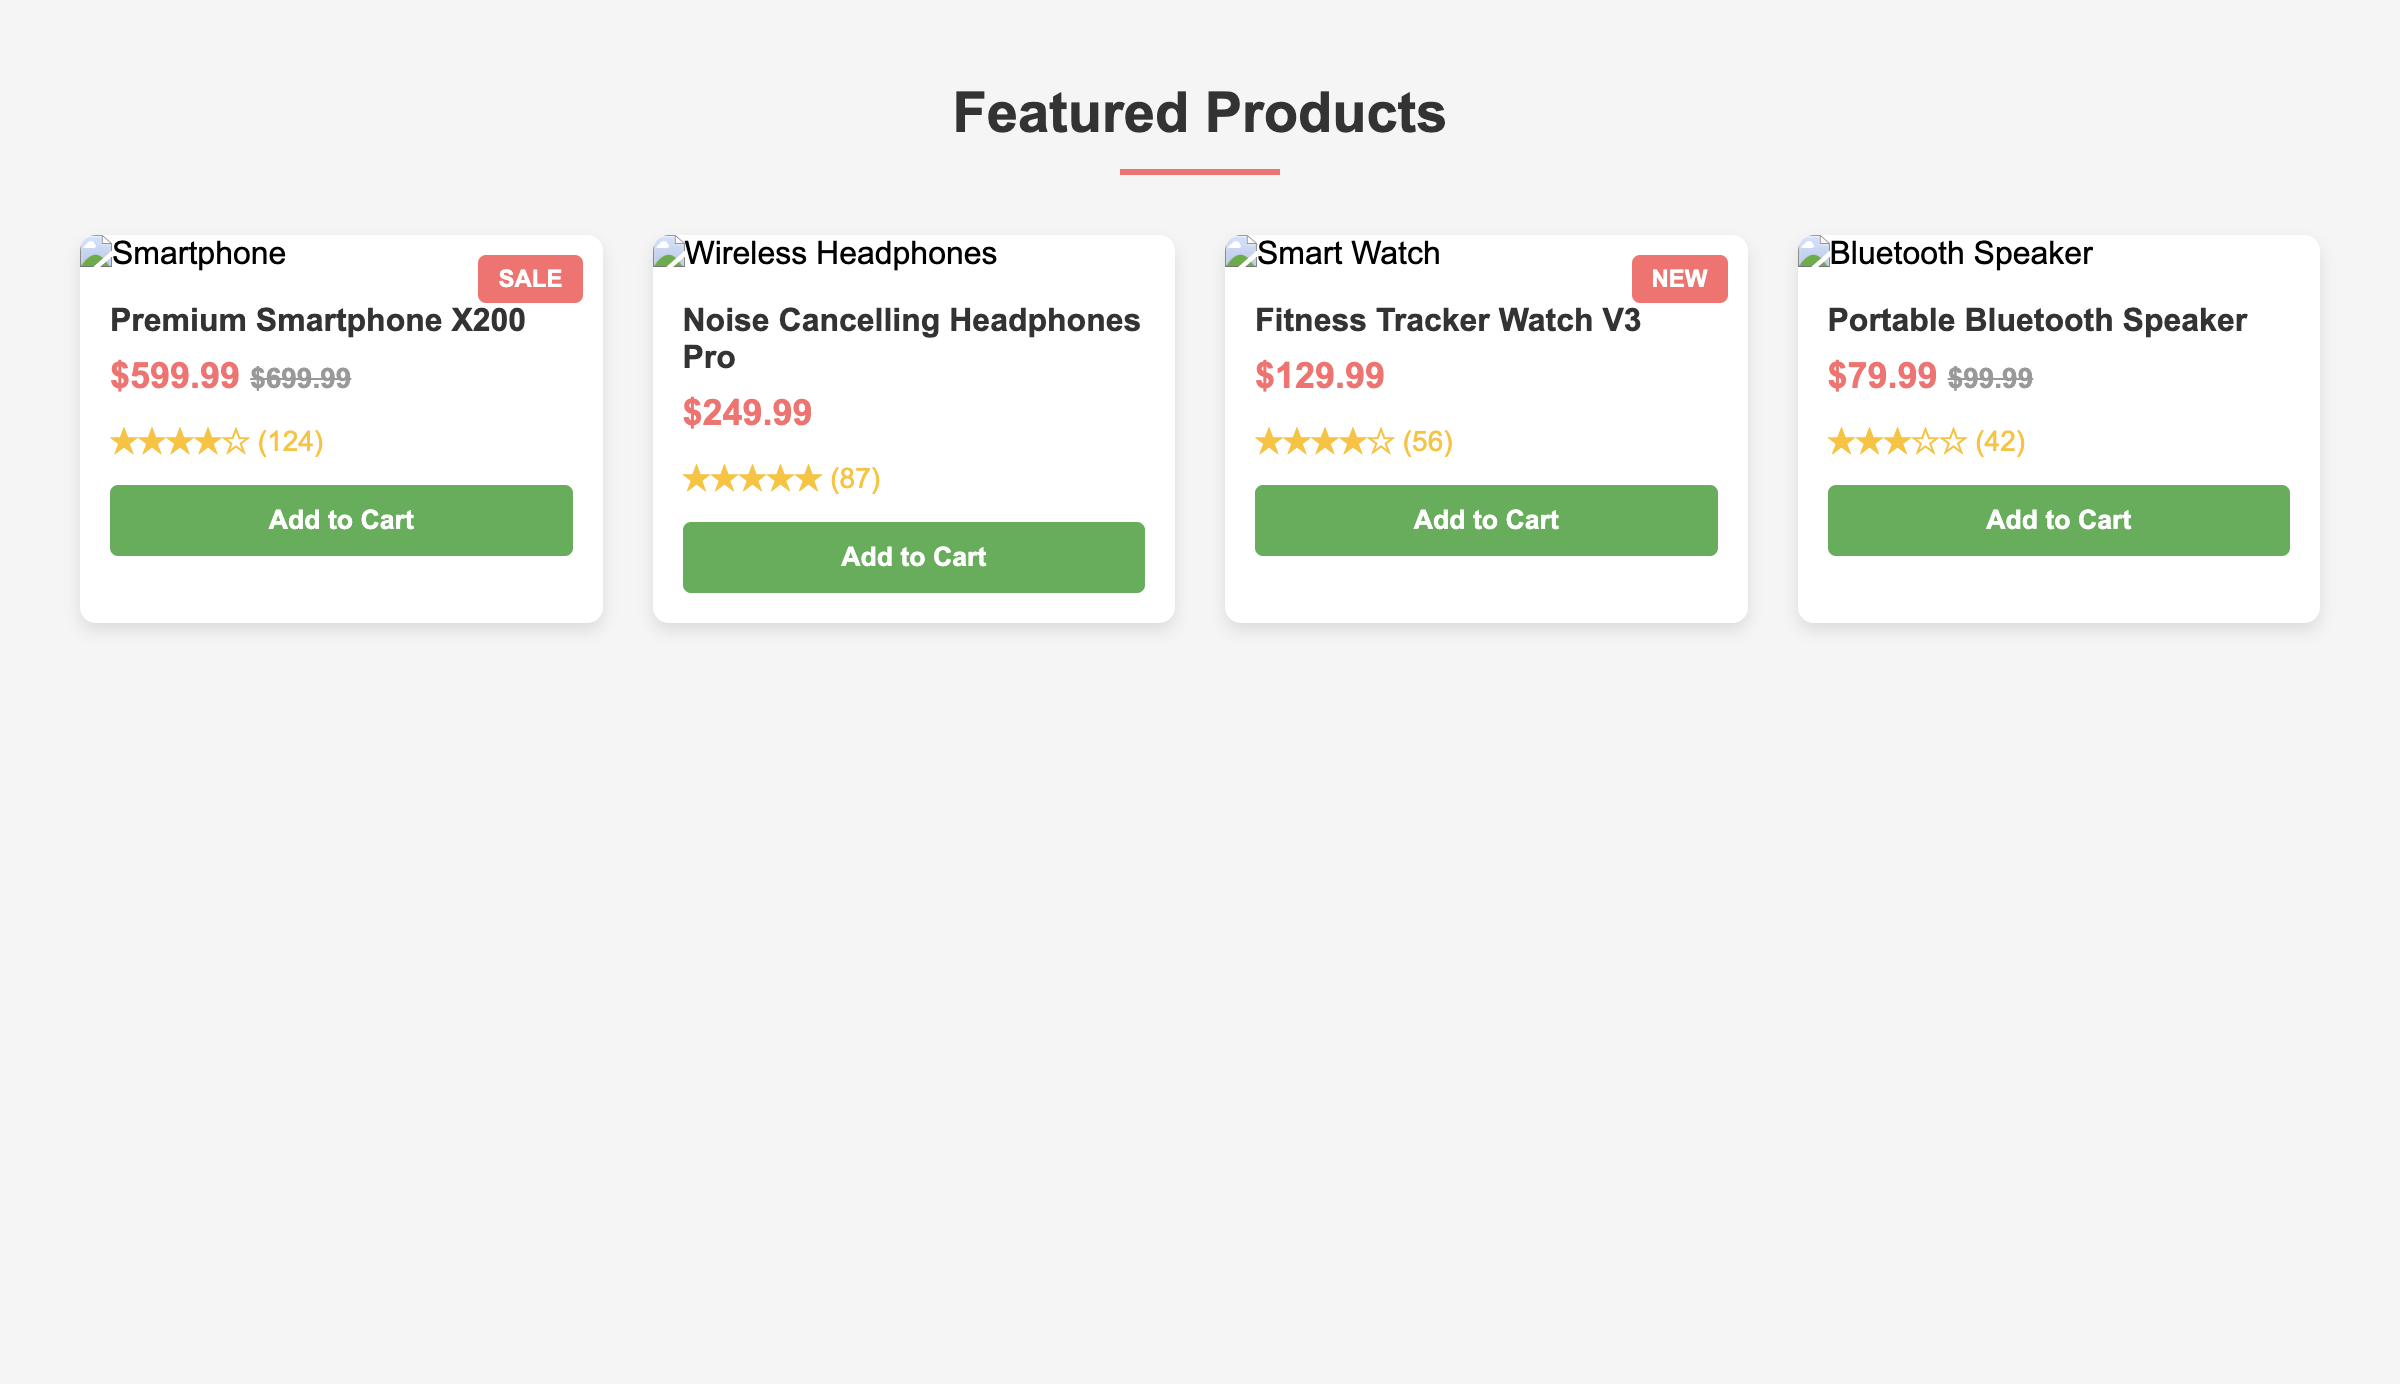 Featured Products
Smartphone
SALE
Premium Smartphone X200
$599.99 $699.99
★★★★☆ (124)
Add to Cart
Wireless Headphones
Noise Cancelling Headphones
Pro
$249.99
★★★★★ (87)
Add to Cart
Smart Watch
NEW
Fitness Tracker Watch V3
$129.99
★★★★☆ (56)
Add to Cart
Bluetooth Speaker
Portable Bluetooth Speaker
$79.99 $99.99
★★★☆☆ (42)
Add to Cart